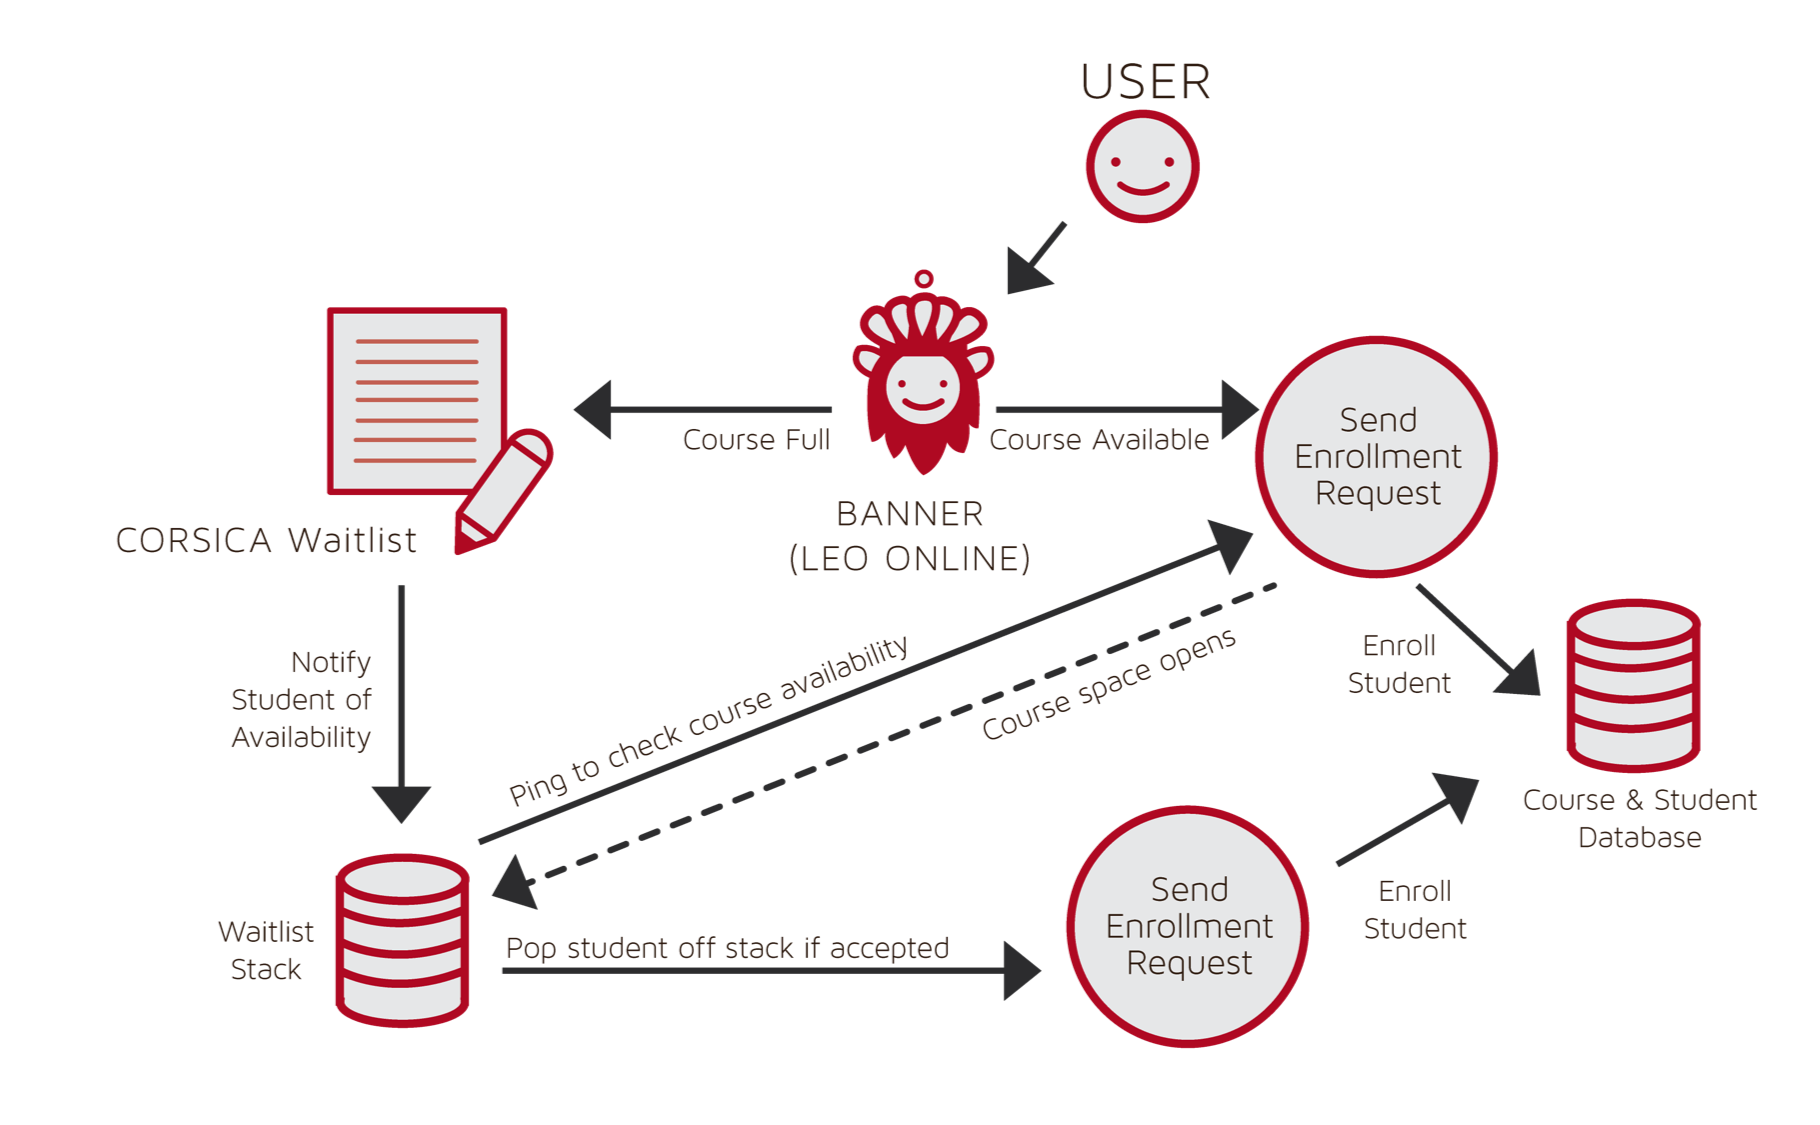 USER
Course Full
Course Available
Send
Enrollment
Request
BANNER
(LEO ONLINE)
CORSICA Waitlist
Notify
Student of
Availability
Ping to check course availability
Course space opens
Enroll
Student
Course & Student
Database
Waitlist
Stack
Pop student off stack if accepted
Send
Enrollment
Request
Enroll
Student